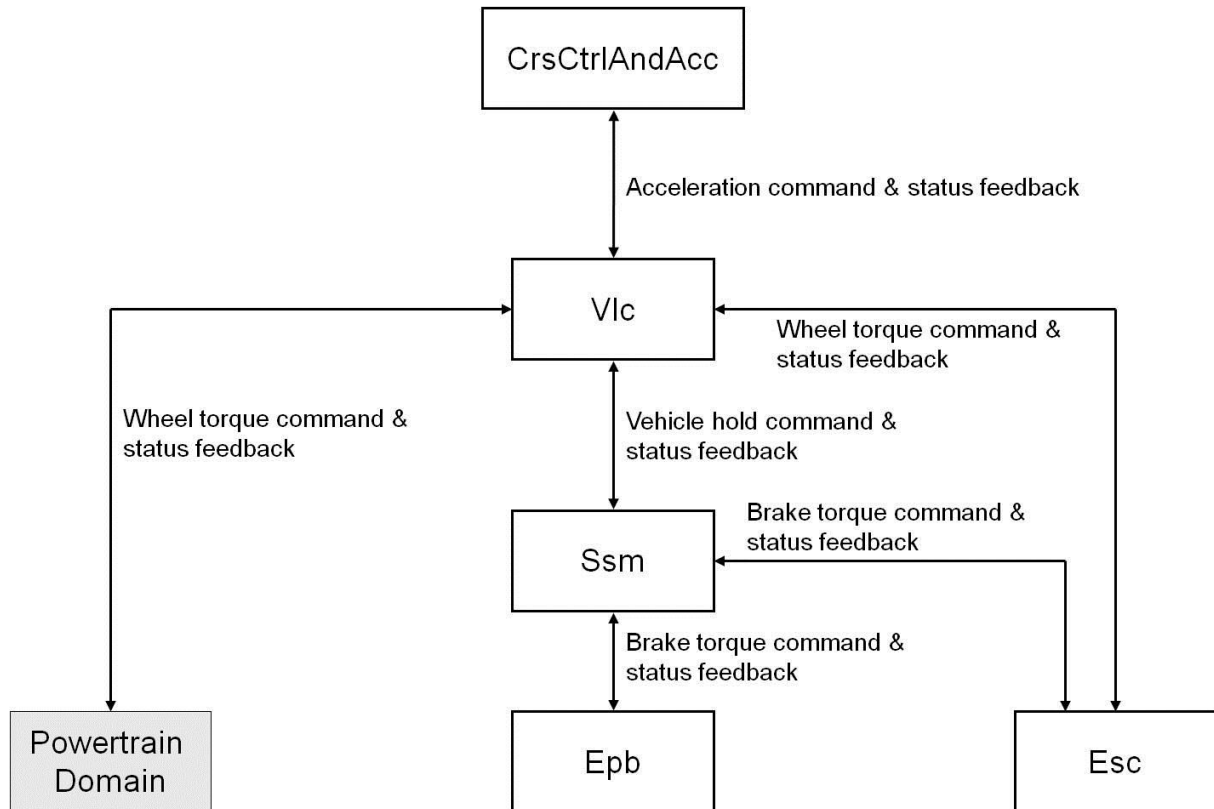 CrsCtrlAndAcc
Acceleration command & status feedback
Vlc
Wheel torque command &
status feedback
Wheel torque command &
status feedback
Vehicle hold command &
status feedback
Brake torque command &
status feedback
Ssm
Brake torque command &
status feedback
Powertrain
Domain
Epb
Esc